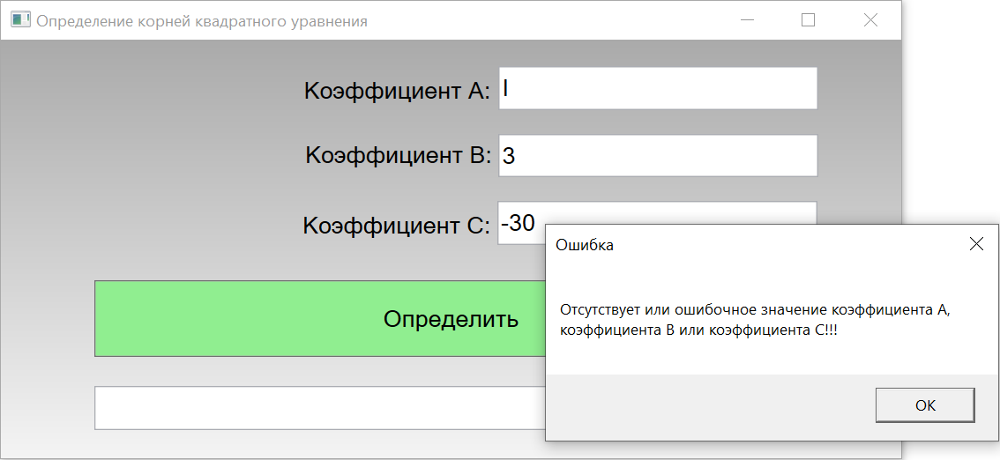 Определение корней квадратного уравнения
Коэффициент А: l
Коэффициент В: 3
Коэффициент С: -30
Определить
Ошибка
Отсутствует или ошибочное значение коэффициента А,
коэффициента В или коэффициента С!!!
ОК